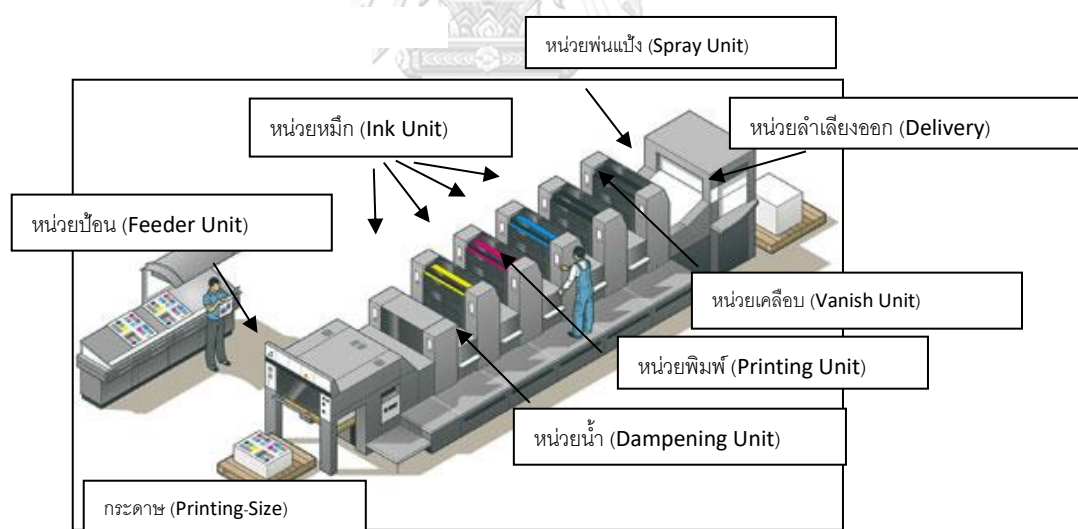 หน่วยพ่นแป้ง (Spray Unit)
หน่วยหมึก (Ink Unit)
หน่วยลำเลียงออก (Delivery)
หน่วยป้อน (Feeder Unit)
หน่วยเคลือบ (Vanish Unit)
หน่วยพิมพ์ (Printing Unit)
หน่วยน้ำ (Dampening Unit)
กระดาษ (Printing-Size)